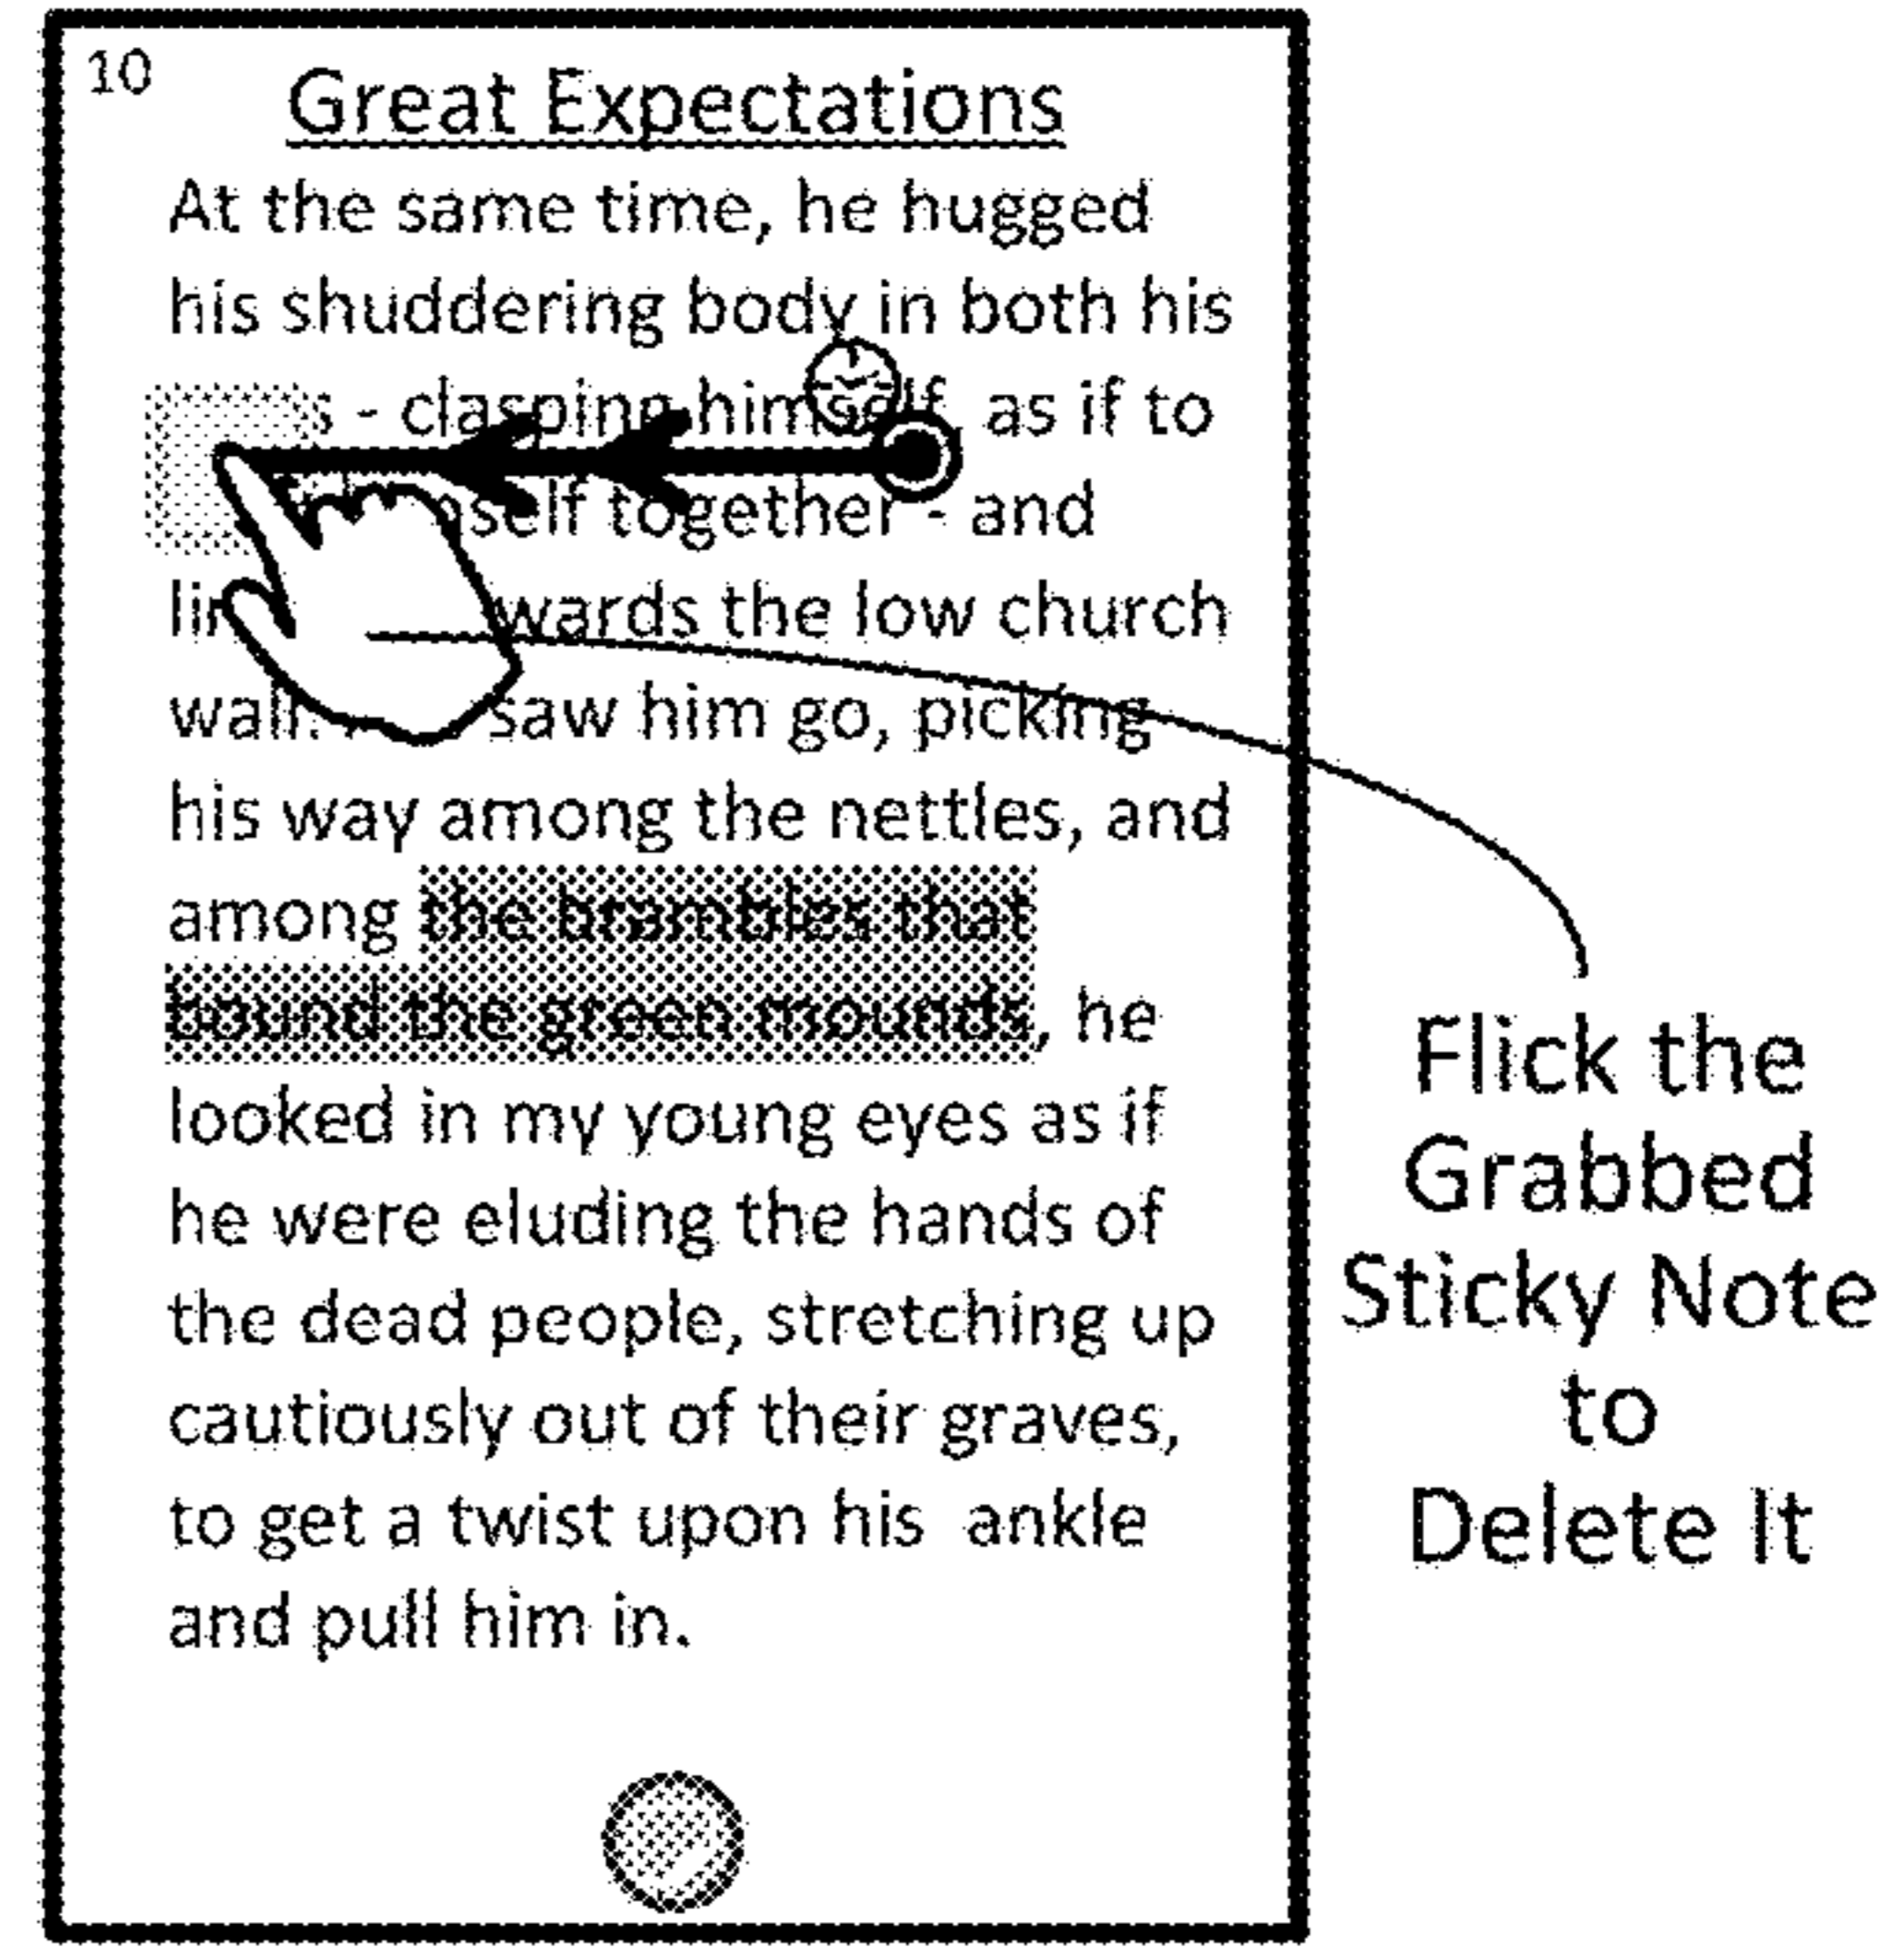 10
Great Expectations
At the same time, he hugged
his shuddering body in both his
s - clasping himself, as if to
self together - and
wards the low church
wall. saw him go, picking
his way among the nettles, and
among the brambles that
bound the green mounds, he
looked in my young eyes as if
he were eluding the hands of
the dead people, stretching up
cautiously out of their graves,
to get a twist upon his ankle
and pull him in.
Flick the
Grabbed
Sticky Note
to
Delete It